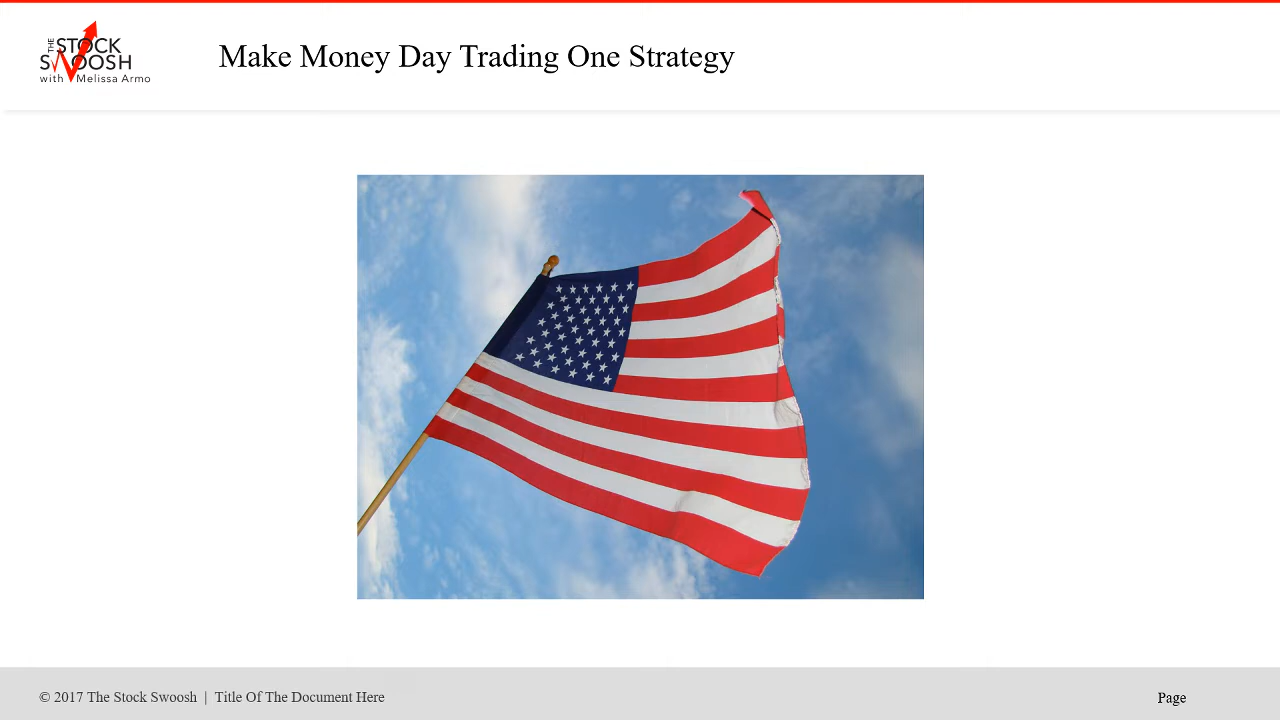 THE STOCK
SWOOSH
with Melissa Armo
Make Money Day Trading One Strategy
© 2017 The Stock Swoosh | Title Of The Document Here
Page